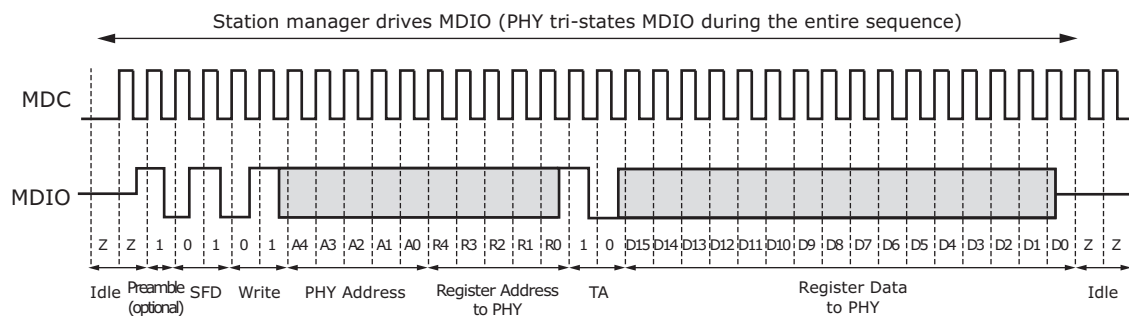 Station manager drives MDIO (PHY tri-states MDIO during the entire sequence)
MDC
MDIO
Z Z 1 0 1 0 1 A4 A3 A2 A1 A0 R4 R3 R2 R1 R0 1 0 D15 D14 D13 D12 D11 D10 D9 D8 D7 D6 D5 D4 D3 D2 D1 D0 Z Z
Idle Preamble (optional) SFD Write PHY Address Register Address to PHY TA Register Data to PHY Idle